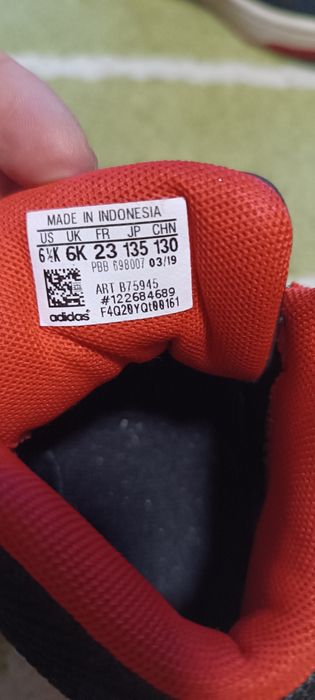 MADE IN INDONESIA
US UK FR JP CHN
6½K 6K 23 135 130
PBB 698007 03/19
ART B75945
#122684689
adidas F4Q20YQt00161